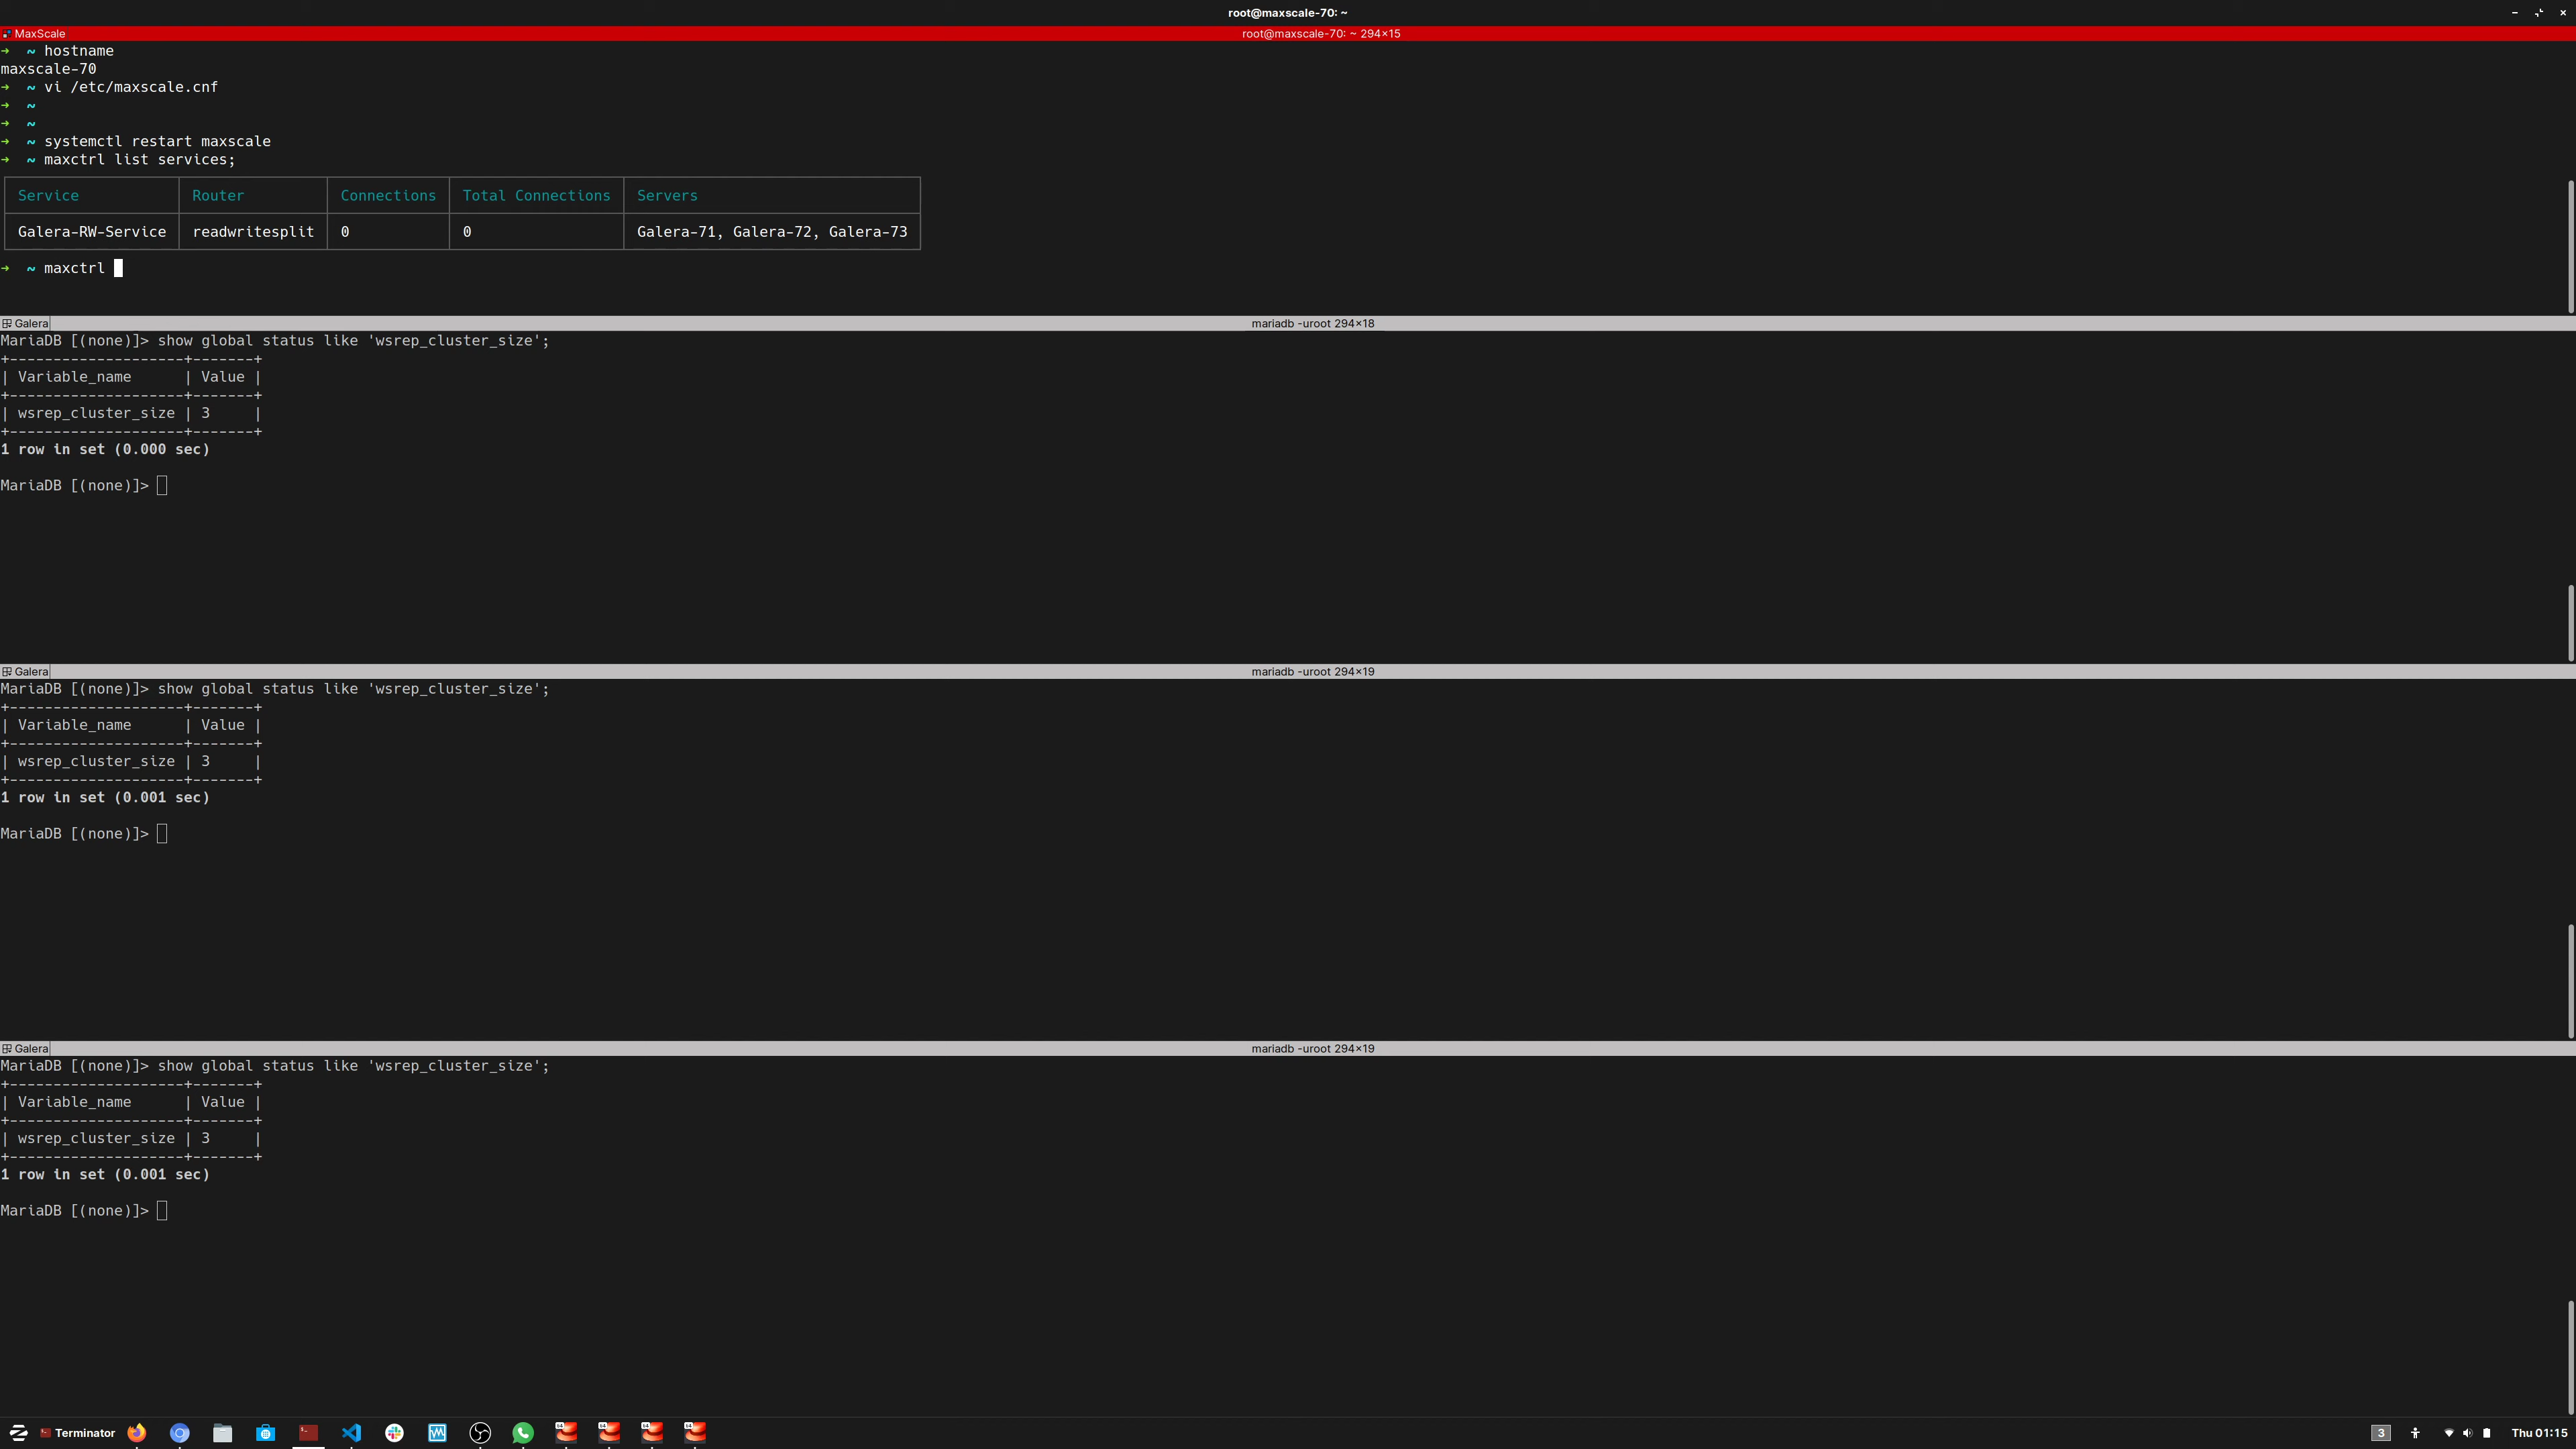 root@maxscale-70: ~
MaxScale root@maxscale-70: ~ 294×15
➜ ~ hostname
maxscale-70
➜ ~ vi /etc/maxscale.cnf
➜ ~
➜ ~
➜ ~ systemctl restart maxscale
➜ ~ maxctrl list services;
Service Router Connections Total Connections Servers
Galera-RW-Service readwritesplit 0 0 Galera-71, Galera-72, Galera-73
➜ ~ maxctrl
Galera mariadb -uroot 294×18
MariaDB [(none)]> show global status like 'wsrep_cluster_size';
+--------------------+-------+
| Variable_name      | Value |
+--------------------+-------+
| wsrep_cluster_size | 3     |
+--------------------+-------+
1 row in set (0.000 sec)
MariaDB [(none)]>
Galera mariadb -uroot 294×19
MariaDB [(none)]> show global status like 'wsrep_cluster_size';
+--------------------+-------+
| Variable_name      | Value |
+--------------------+-------+
| wsrep_cluster_size | 3     |
+--------------------+-------+
1 row in set (0.001 sec)
MariaDB [(none)]>
Galera mariadb -uroot 294×19
MariaDB [(none)]> show global status like 'wsrep_cluster_size';
+--------------------+-------+
| Variable_name      | Value |
+--------------------+-------+
| wsrep_cluster_size | 3     |
+--------------------+-------+
1 row in set (0.001 sec)
MariaDB [(none)]>
Terminator 3 Thu 01:15